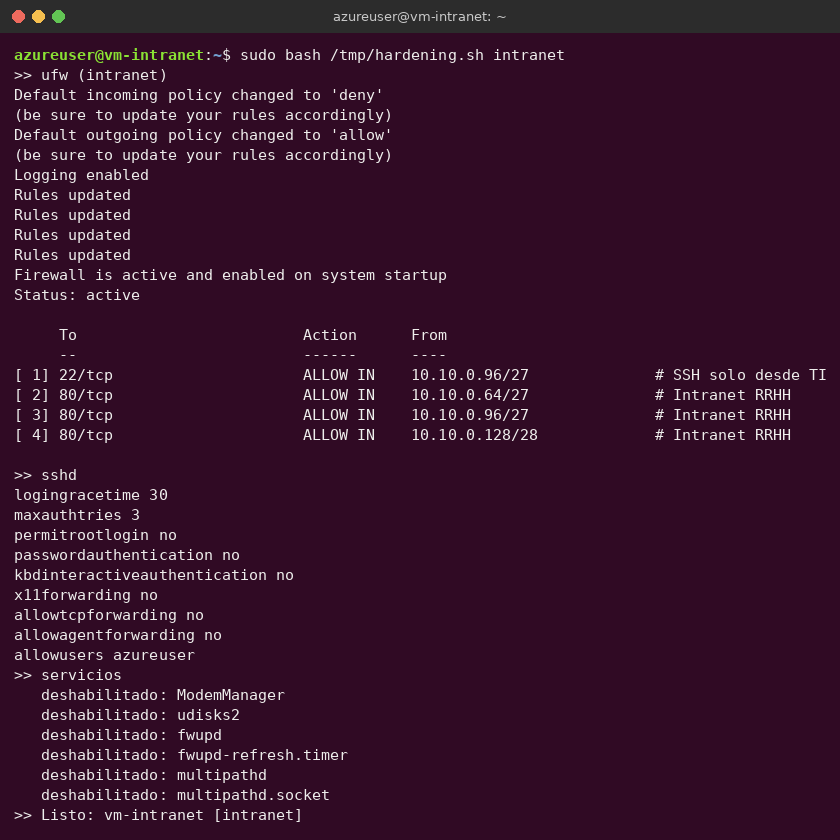 azureuser@vm-intranet: ~
azureuser@vm-intranet:~$ sudo bash /tmp/hardening.sh intranet
>> ufw (intranet)
Default incoming policy changed to 'deny'
(be sure to update your rules accordingly)
Default outgoing policy changed to 'allow'
(be sure to update your rules accordingly)
Logging enabled
Rules updated
Rules updated
Rules updated
Rules updated
Firewall is active and enabled on system startup
Status: active
     To                         Action      From
     --                         ------      ----
[ 1] 22/tcp                     ALLOW IN    10.10.0.96/27              # SSH solo desde TI
[ 2] 80/tcp                     ALLOW IN    10.10.0.64/27              # Intranet RRHH
[ 3] 80/tcp                     ALLOW IN    10.10.0.96/27              # Intranet RRHH
[ 4] 80/tcp                     ALLOW IN    10.10.0.128/28             # Intranet RRHH
>> sshd
logingracetime 30
maxauthtries 3
permitrootlogin no
passwordauthentication no
kbdinteractiveauthentication no
x11forwarding no
allowtcpforwarding no
allowagentforwarding no
allowusers azureuser
>> servicios
   deshabilitado: ModemManager
   deshabilitado: udisks2
   deshabilitado: fwupd
   deshabilitado: fwupd-refresh.timer
   deshabilitado: multipathd
   deshabilitado: multipathd.socket
>> Listo: vm-intranet [intranet]